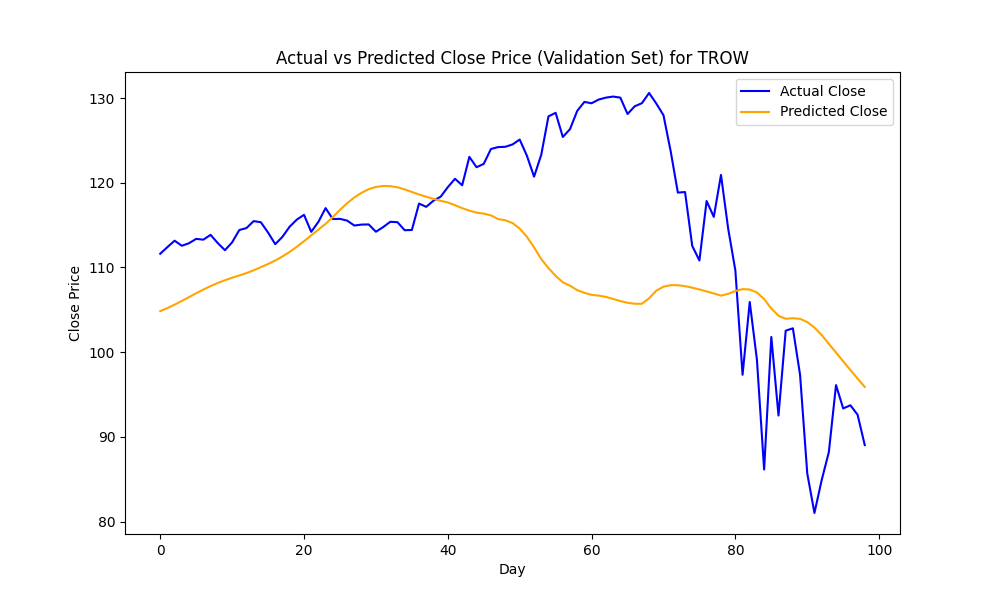 Actual vs Predicted Close Price (Validation Set) for TROW
Actual Close
Predicted Close
Close Price
130
120
110
100
90
80
0 20 40 60 80 100
Day